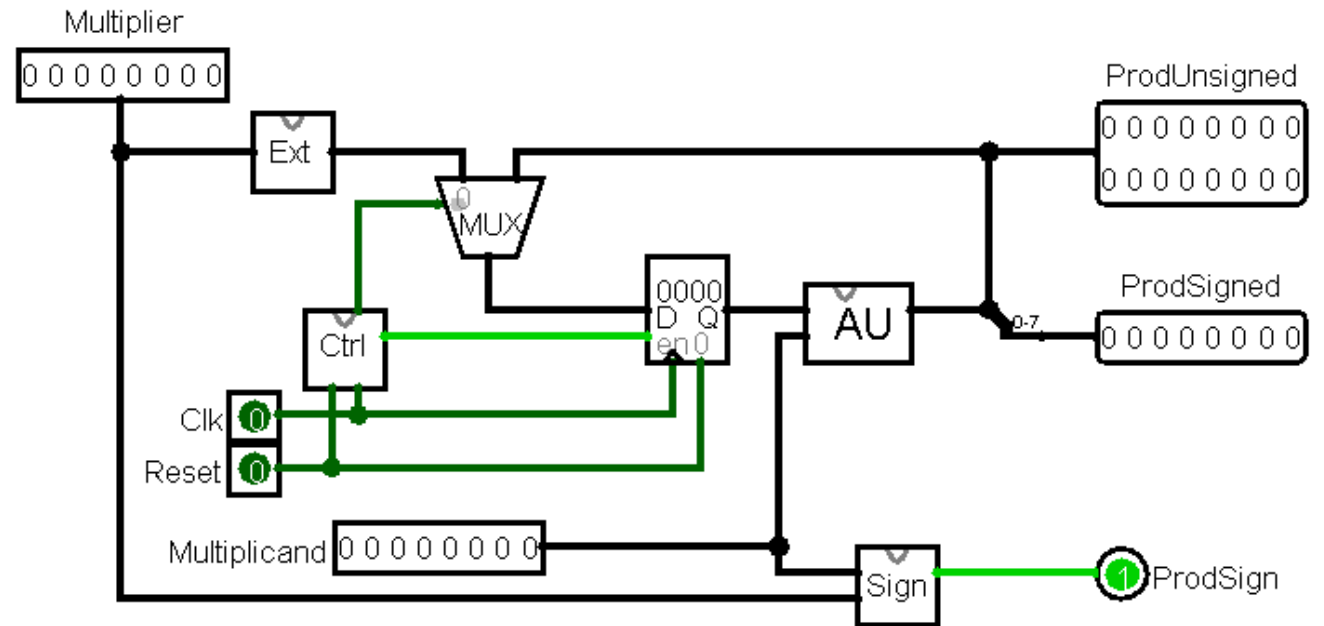 Multiplier
0 0 0 0 0 0 0 0
ProdUnsigned
0 0 0 0 0 0 0 0
0 0 0 0 0 0 0 0
Ext
0
MUX
0000
D Q
en 0
AU
ProdSigned
0-7
0 0 0 0 0 0 0 0
Ctrl
Clk 0
Reset 0
Multiplicand 0 0 0 0 0 0 0 0
Sign
1 ProdSign